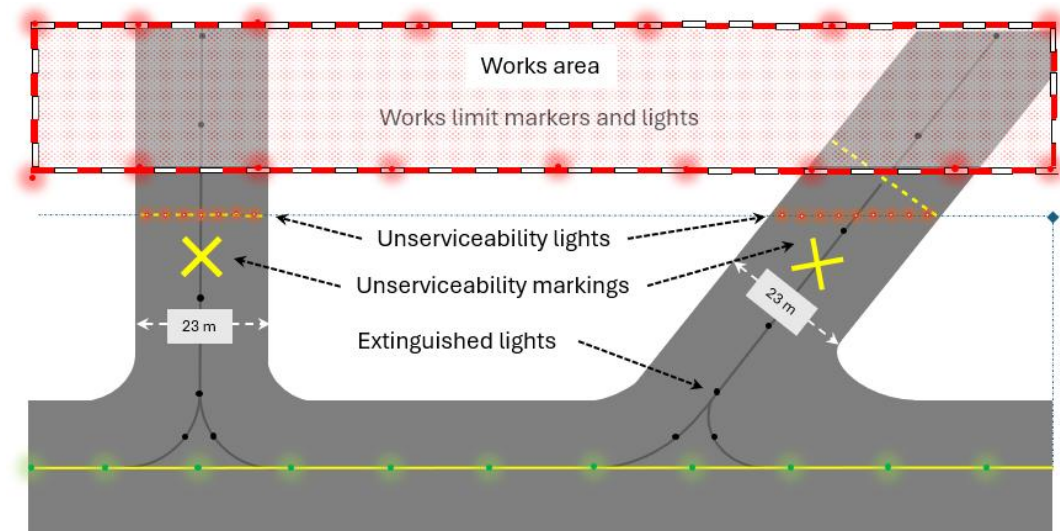 Works area
Works limit markers and lights
Unserviceability lights
Unserviceability markings
23 m
23 m
Extinguished lights